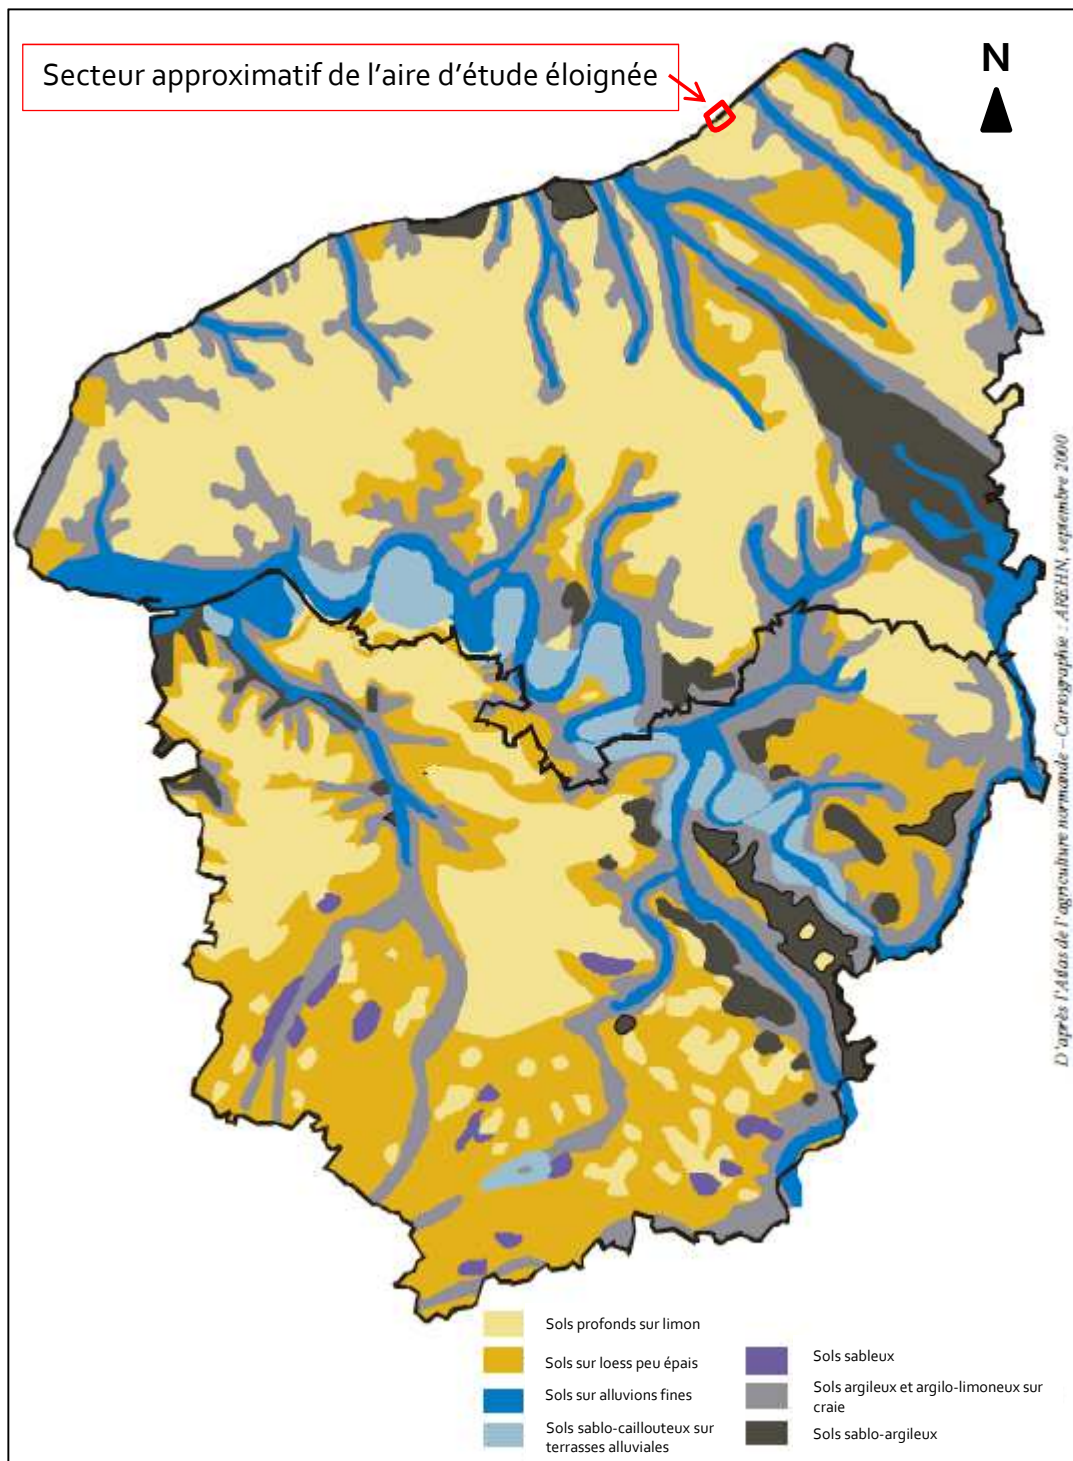 Secteur approximatif de l'aire d'étude éloignée
N
D'après l'Atlas de l'agriculture normande - Cartographie : AREHN, septembre 2000
Sols profonds sur limon
Sols sur loess peu épais
Sols sur alluvions fines
Sols sablo-caillouteux sur
terrasses alluviales
Sols sableux
Sols argileux et argilo-limoneux sur
craie
Sols sablo-argileux